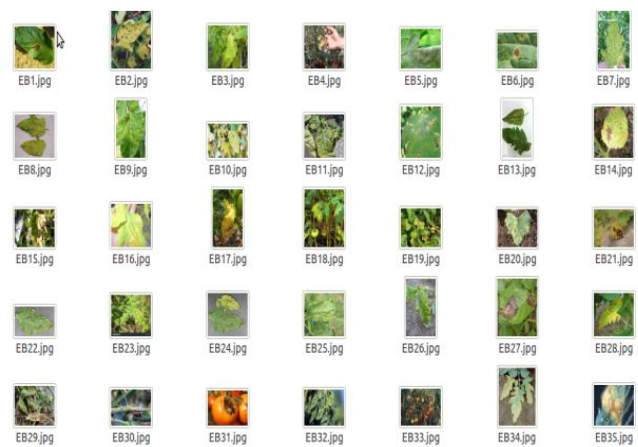 EB1.jpg EB2.jpg EB3.jpg EB4.jpg EB5.jpg EB6.jpg EB7.jpg
EB8.jpg EB9.jpg EB10.jpg EB11.jpg EB12.jpg EB13.jpg EB14.jpg
EB15.jpg EB16.jpg EB17.jpg EB18.jpg EB19.jpg EB20.jpg EB21.jpg
EB22.jpg EB23.jpg EB24.jpg EB25.jpg EB26.jpg EB27.jpg EB28.jpg
EB29.jpg EB30.jpg EB31.jpg EB32.jpg EB33.jpg EB34.jpg EB35.jpg